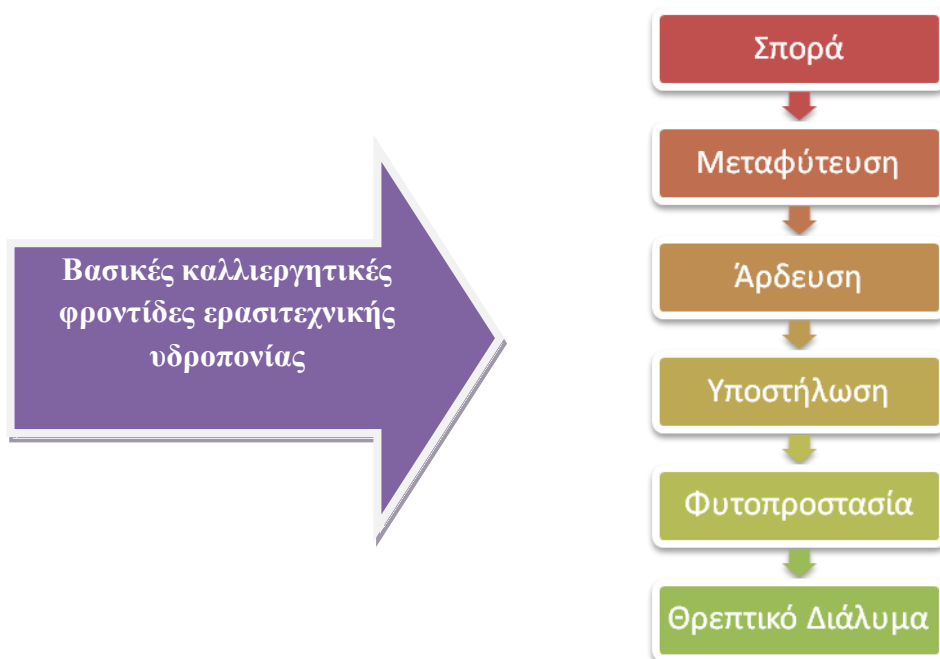 Βασικές καλλιεργητικές
φροντίδες ερασιτεχνικής
υδροπονίας
Σπορά
Μεταφύτευση
Άρδευση
Υποστήλωση
Φυτοπροστασία
Θρεπτικό Διάλυμα